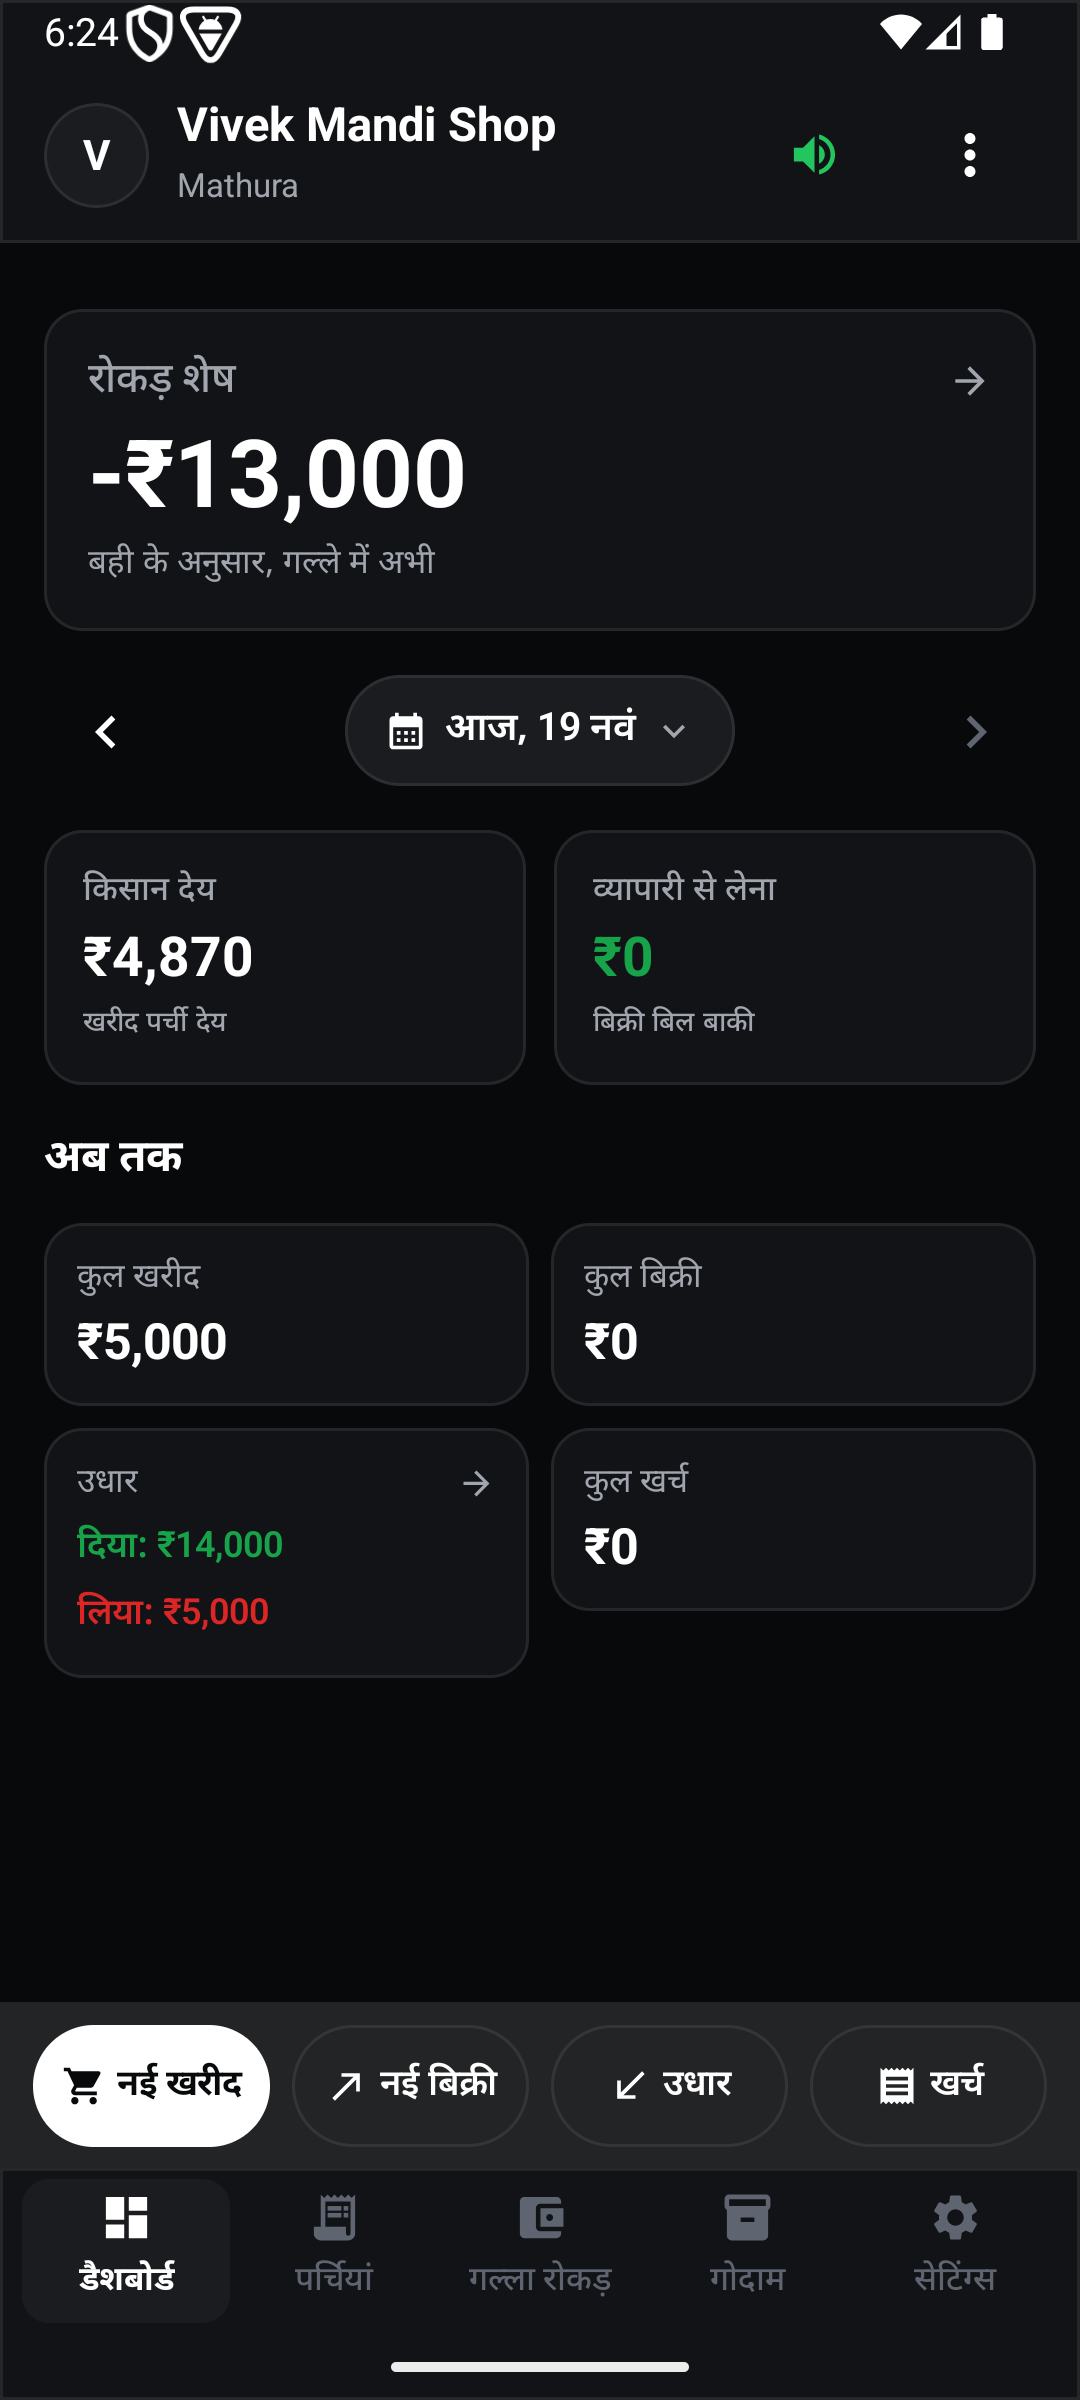 6:24
V
Vivek Mandi Shop
Mathura
रोकड़ शेष
-₹13,000
बही के अनुसार, गल्ले में अभी
आज, 19 नवं
किसान देय
₹4,870
खरीद पर्ची देय
व्यापारी से लेना
₹0
बिक्री बिल बाकी
अब तक
कुल खरीद
₹5,000
कुल बिक्री
₹0
उधार
दिया: ₹14,000
लिया: ₹5,000
कुल खर्च
₹0
नई खरीद
नई बिक्री
उधार
खर्च
डैशबोर्ड
पर्चियां
गल्ला रोकड़
गोदाम
सेटिंग्स